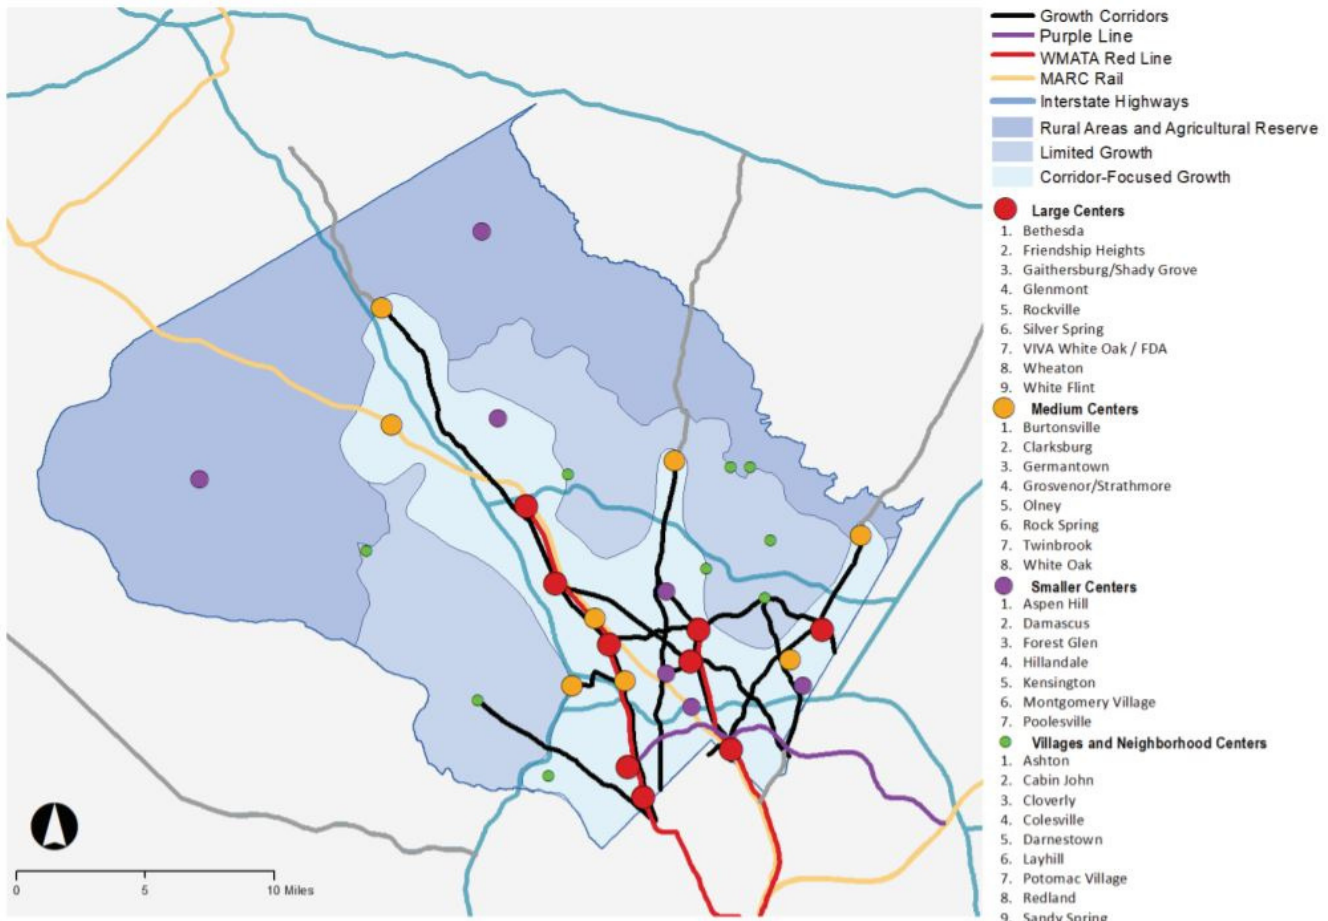 Growth Corridors
Purple Line
WMATA Red Line
MARC Rail
Interstate Highways
Rural Areas and Agricultural Reserve
Limited Growth
Corridor-Focused Growth
Large Centers
1. Bethesda
2. Friendship Heights
3. Gaithersburg/Shady Grove
4. Glenmont
5. Rockville
6. Silver Spring
7. VIVA White Oak / FDA
8. Wheaton
9. White Flint
Medium Centers
1. Burtonsville
2. Clarksburg
3. Germantown
4. Grosvenor/Strathmore
5. Olney
6. Rock Spring
7. Twinbrook
8. White Oak
Smaller Centers
1. Aspen Hill
2. Damascus
3. Forest Glen
4. Hillandale
5. Kensington
6. Montgomery Village
7. Poolesville
Villages and Neighborhood Centers
1. Ashton
2. Cabin John
3. Cloverly
4. Colesville
5. Darnestown
6. Layhill
7. Potomac Village
8. Redland
9. Sandy Spring
0 5 10 Miles